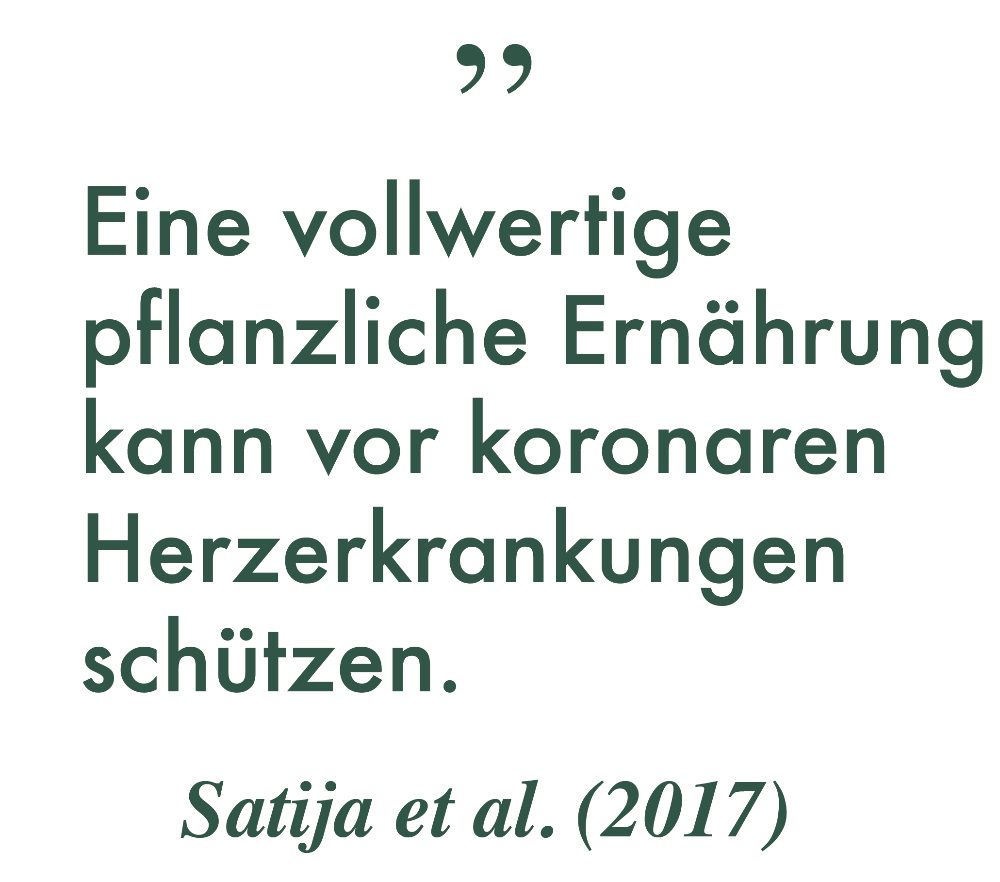 ”
Eine vollwertige
pflanzliche Ernährung
kann vor koronaren
Herzerkrankungen
schützen.
Satija et al. (2017)